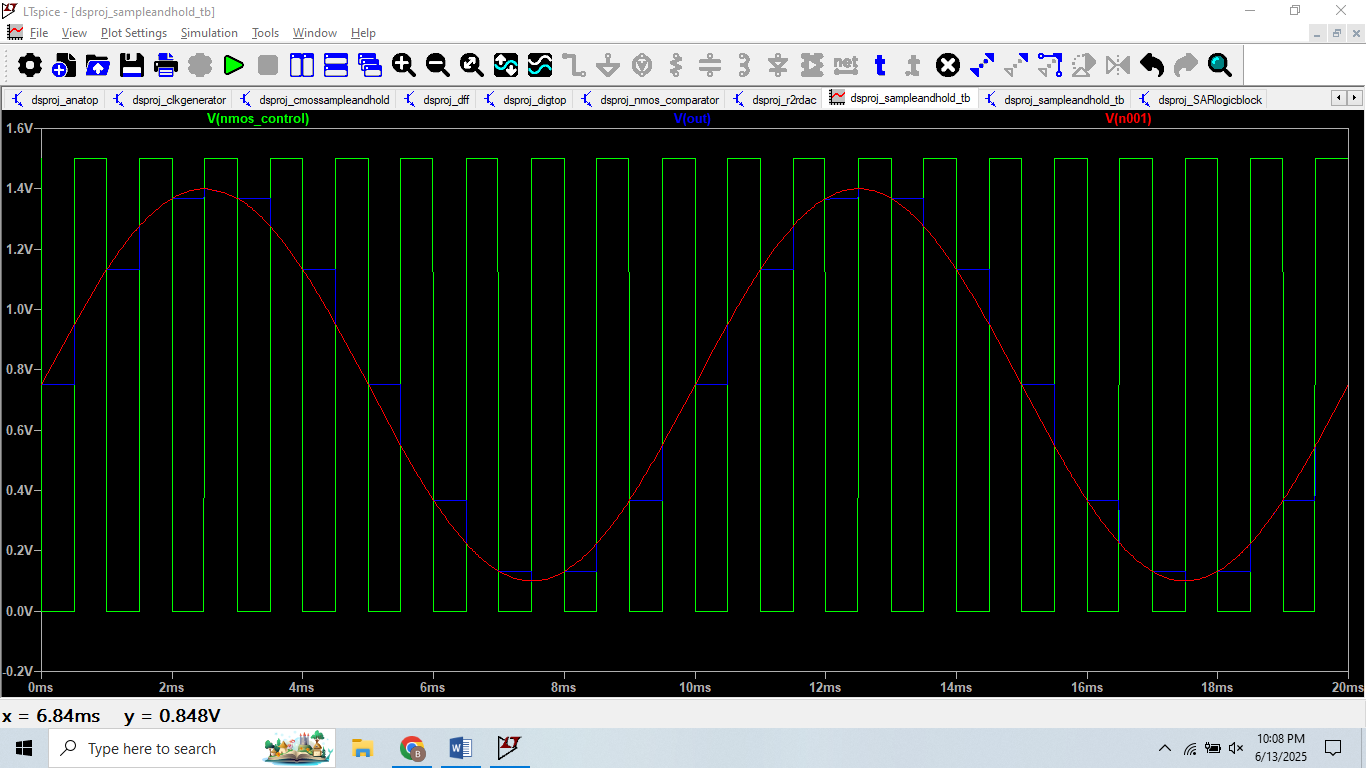 LTspice - [dsproj_sampleandhold_tb]
File View Plot Settings Simulation Tools Window Help
net t t
dsproj_anatop dsproj_clkgenerator dsproj_cmossampleandhold dsproj_dff dsproj_digtop dsproj_nmos_comparator dsproj_r2rdac dsproj_sampleandhold_tb dsproj_sampleandhold_tb dsproj_SARlogicblock
V(nmos_control) V(out) V(n001)
1.6V
1.4V
1.2V
1.0V
0.8V
0.6V
0.4V
0.2V
0.0V
-0.2V
0ms 2ms 4ms 6ms 8ms 10ms 12ms 14ms 16ms 18ms 20ms
x = 6.84ms y = 0.848V
Type here to search
10:08 PM
6/13/2025